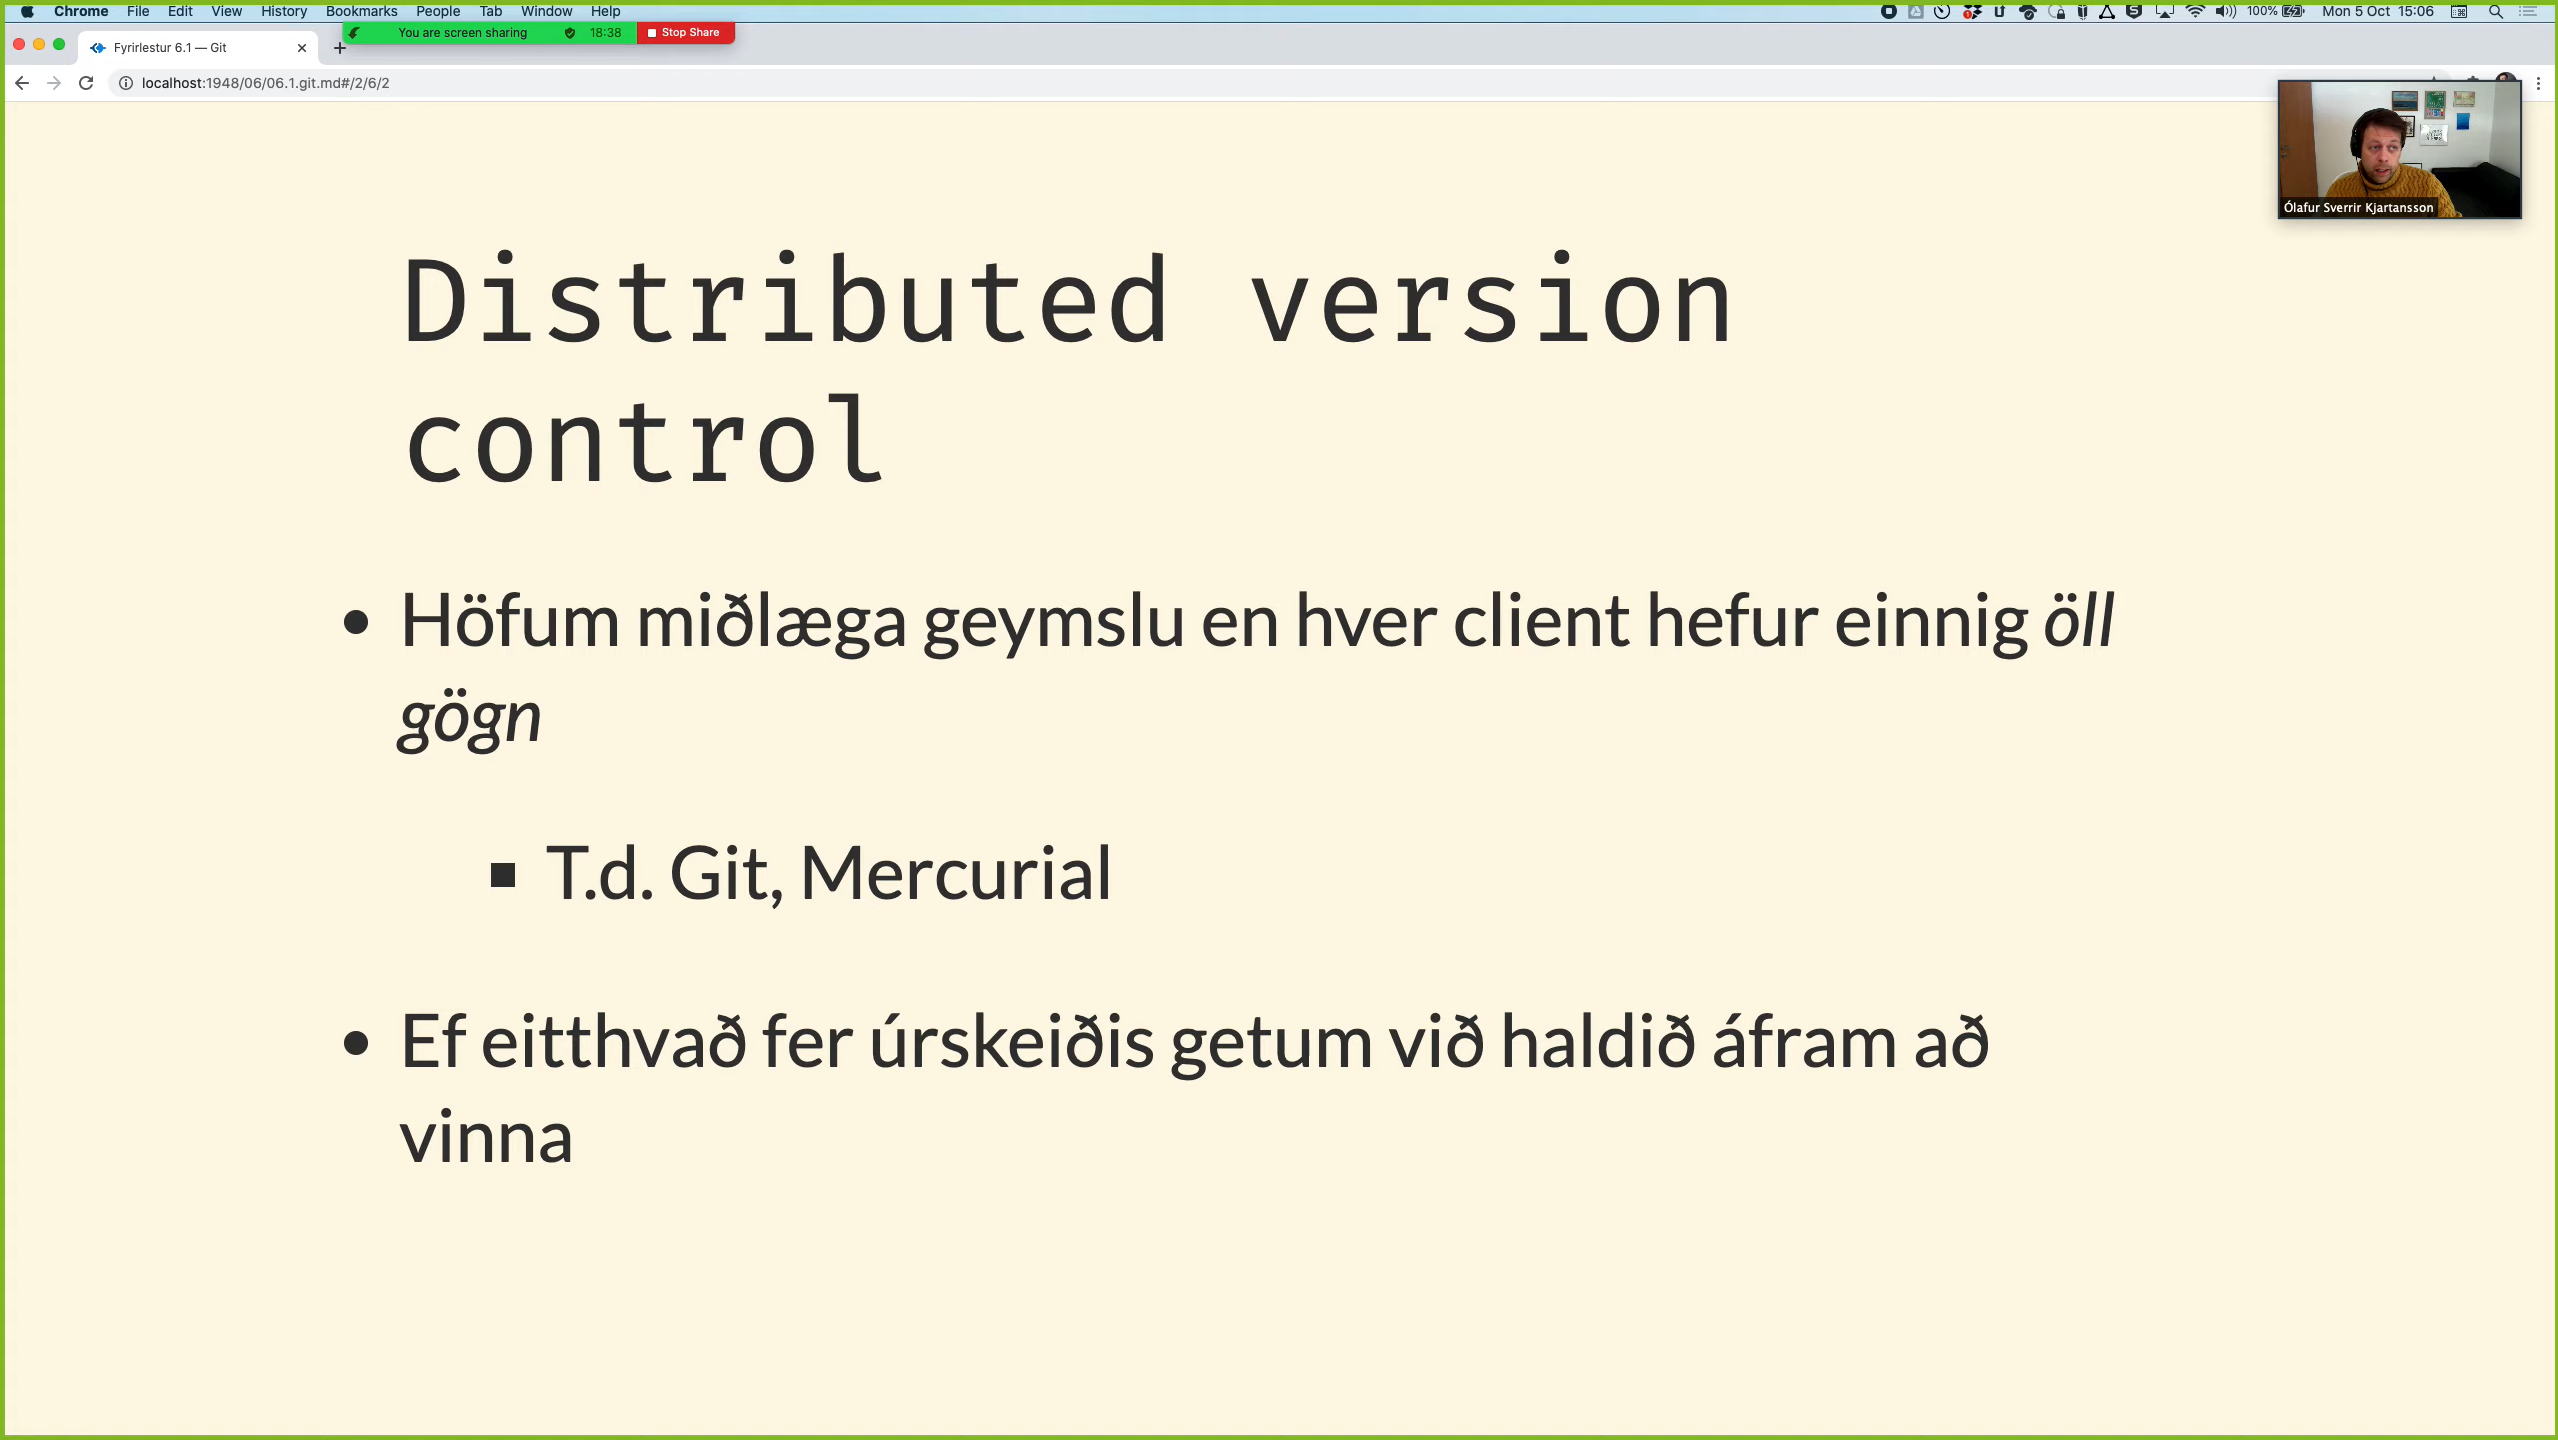 Chrome File Edit View History Bookmarks People Tab Window Help
100% Mon 5 Oct 15:06
You are screen sharing 18:38 Stop Share
Fyrirlestur 6.1 — Git
localhost:1948/06/06.1.git.md#/2/6/2
Ólafur Sverrir Kjartansson
Distributed version
control
Höfum miðlæga geymslu en hver client hefur einnig öll
gögn
T.d. Git, Mercurial
Ef eitthvað fer úrskeiðis getum við haldið áfram að
vinna